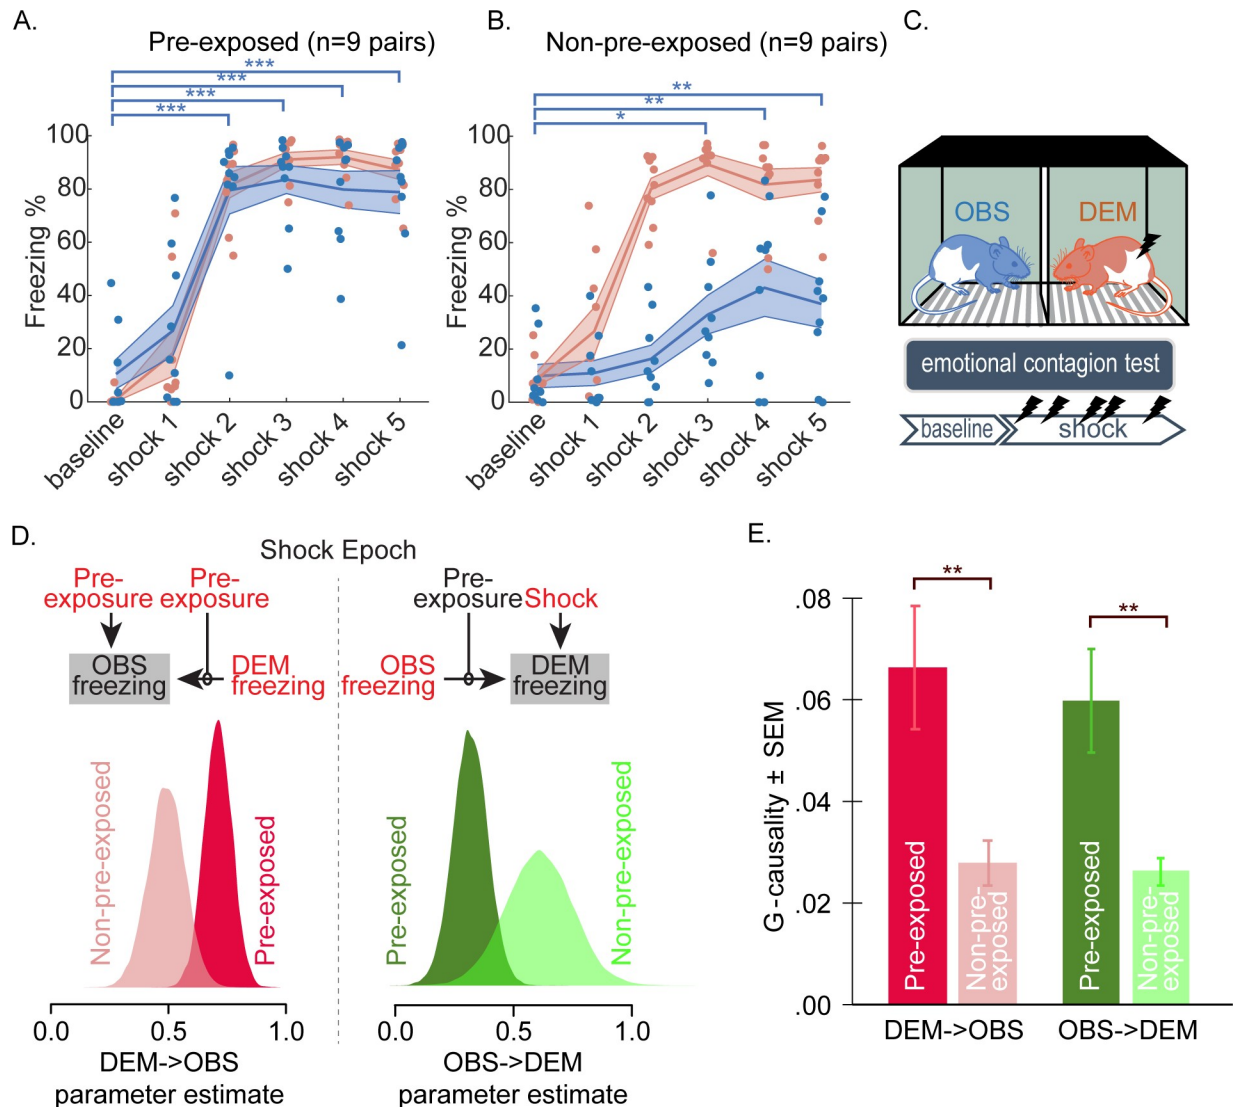 A.
Pre-exposed (n=9 pairs)
***
***
***
***
Freezing %
100
80
60
40
20
0
baseline
shock 1
shock 2
shock 3
shock 4
shock 5
B.
Non-pre-exposed (n=9 pairs)
**
**
*
Freezing %
100
80
60
40
20
0
baseline
shock 1
shock 2
shock 3
shock 4
shock 5
C.
OBS
DEM
emotional contagion test
baseline
shock
D.
Shock Epoch
Pre-
exposure
Pre-
exposure
OBS
freezing
DEM
freezing
Non-pre-exposed
Pre-exposed
0.0
0.5
1.0
DEM->OBS
parameter estimate
Pre-
exposure
Shock
OBS
freezing
DEM
freezing
Pre-exposed
Non-pre-exposed
0.0
0.5
1.0
OBS->DEM
parameter estimate
E.
**
**
G-causality ± SEM
.08
.06
.04
.02
.00
Pre-exposed
Non-pre-
exposed
Pre-exposed
Non-pre-
exposed
DEM->OBS
OBS->DEM